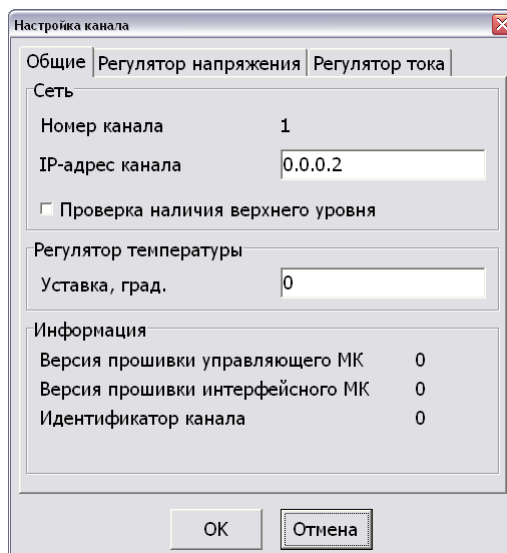 Настройка канала
Общие Регулятор напряжения Регулятор тока
Сеть
Номер канала 1
IP-адрес канала 0.0.0.2
Проверка наличия верхнего уровня
Регулятор температуры
Уставка, град. 0
Информация
Версия прошивки управляющего МК 0
Версия прошивки интерфейсного МК 0
Идентификатор канала 0
OK Отмена